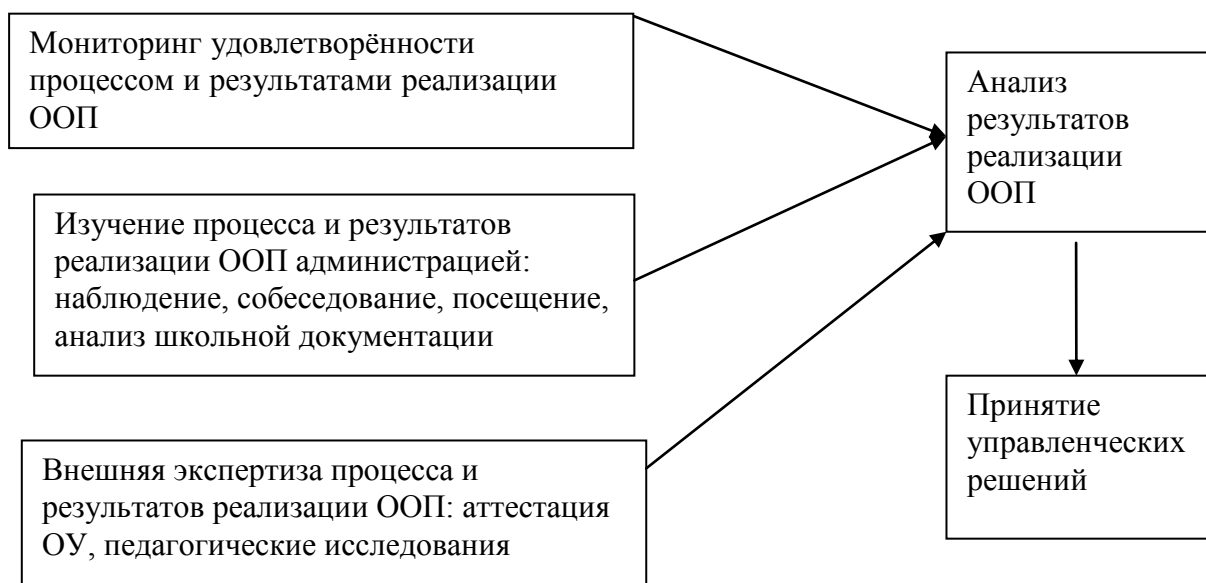 Мониторинг удовлетворённости
процессом и результатами реализации
ООП
Изучение процесса и результатов
реализации ООП администрацией:
наблюдение, собеседование, посещение,
анализ школьной документации
Внешняя экспертиза процесса и
результатов реализации ООП: аттестация
ОУ, педагогические исследования
Анализ
результатов
реализации
ООП
Принятие
управленческих
решений